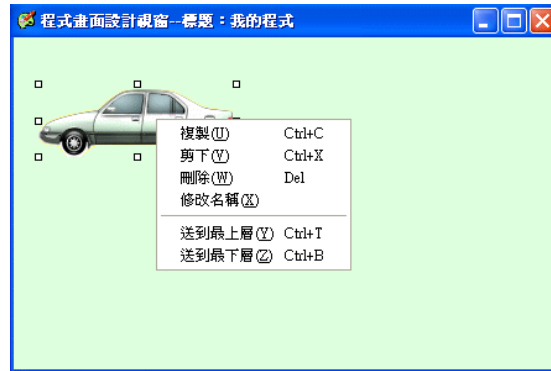 程式畫面設計視窗--標題：我的程式
複製(U) Ctrl+C
剪下(V) Ctrl+X
刪除(W) Del
修改名稱(X)
送到最上層(Y) Ctrl+T
送到最下層(Z) Ctrl+B